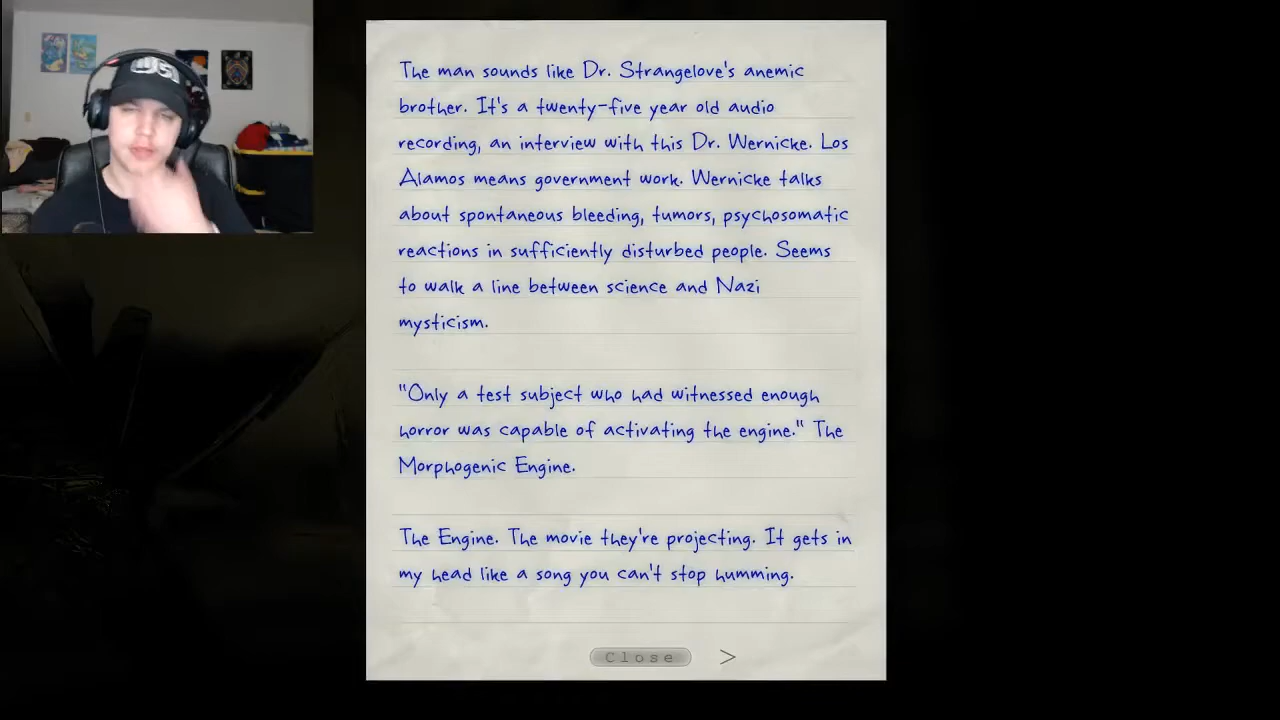 The man sounds like Dr. Strangelove's anemic
brother. It's a twenty-five year old audio
recording, an interview with this Dr. Wernicke. Los
Alamos means government work. Wernicke talks
about spontaneous bleeding, tumors, psychosomatic
reactions in sufficiently disturbed people. Seems
to walk a line between science and Nazi
mysticism.
"Only a test subject who had witnessed enough
horror was capable of activating the engine." The
Morphogenic Engine.
The Engine. The movie they're projecting. It gets in
my head like a song you can't stop humming.
Close >